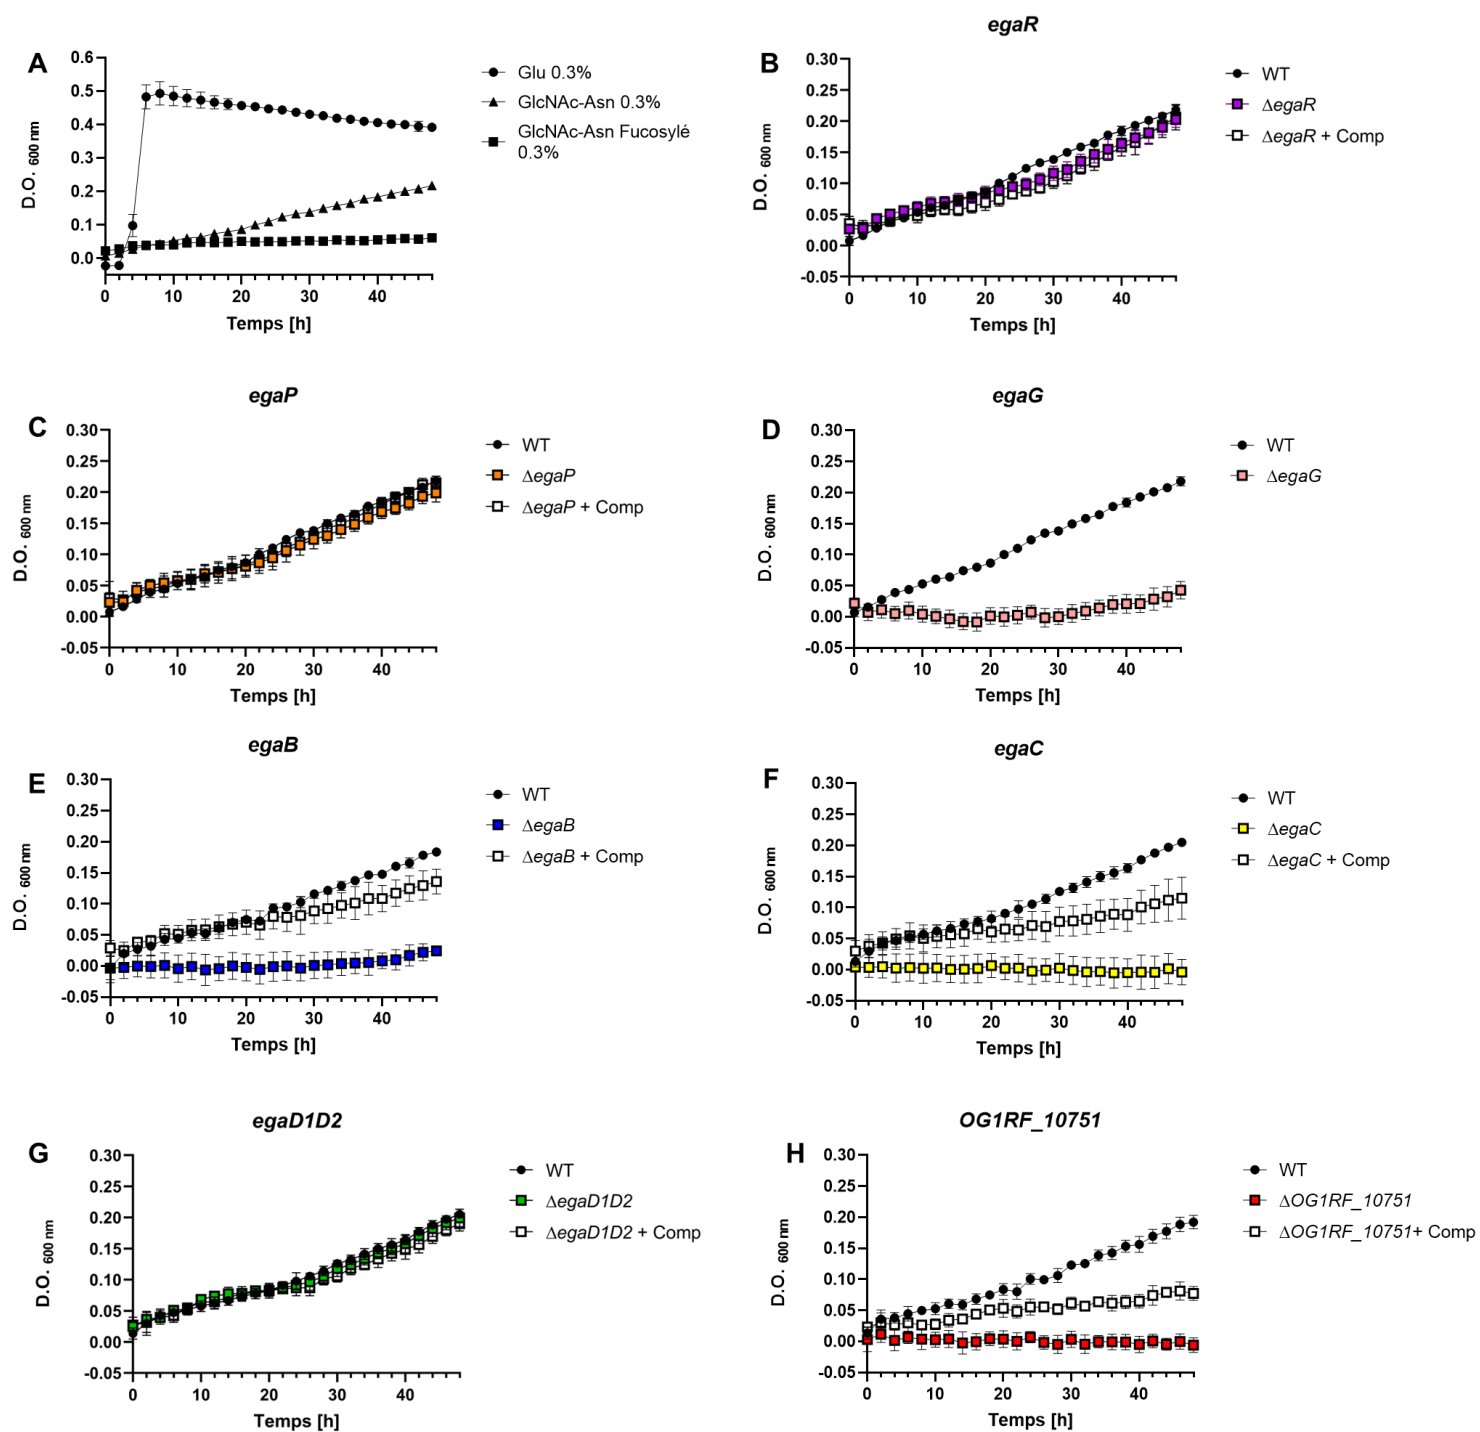 A
0.6
0.5
0.4
0.3
0.2
0.1
0.0
D.O. 600 nm
0 10 20 30 40
Temps [h]
Glu 0.3%
GlcNAc-Asn 0.3%
GlcNAc-Asn Fucosylé
0.3%
egaR
B
0.30
0.25
0.20
0.15
0.10
0.05
0.00
-0.05
D.O. 600 nm
0 10 20 30 40
Temps [h]
WT
ΔegaR
ΔegaR + Comp
egaP
C
0.30
0.25
0.20
0.15
0.10
0.05
0.00
-0.05
D.O. 600 nm
0 10 20 30 40
Temps [h]
WT
ΔegaP
ΔegaP + Comp
egaG
D
0.30
0.25
0.20
0.15
0.10
0.05
0.00
-0.05
D.O. 600 nm
0 10 20 30 40
Temps [h]
WT
ΔegaG
egaB
E
0.30
0.25
0.20
0.15
0.10
0.05
0.00
-0.05
D.O. 600 nm
0 10 20 30 40
Temps [h]
WT
ΔegaB
ΔegaB + Comp
egaC
F
0.30
0.25
0.20
0.15
0.10
0.05
0.00
-0.05
D.O. 600 nm
0 10 20 30 40
Temps [h]
WT
ΔegaC
ΔegaC + Comp
egaD1D2
G
0.30
0.25
0.20
0.15
0.10
0.05
0.00
-0.05
D.O. 600 nm
0 10 20 30 40
Temps [h]
WT
ΔegaD1D2
ΔegaD1D2 + Comp
OG1RF_10751
H
0.30
0.25
0.20
0.15
0.10
0.05
0.00
-0.05
D.O. 600 nm
0 10 20 30 40
Temps [h]
WT
ΔOG1RF_10751
ΔOG1RF_10751+ Comp